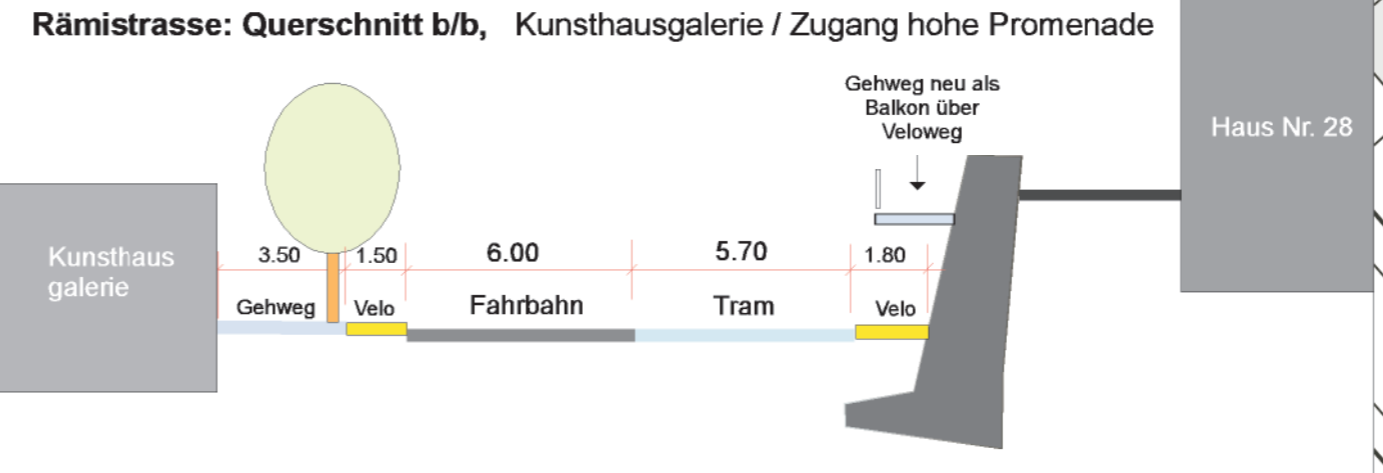 Rämistrasse: Querschnitt b/b, Kunsthausgalerie / Zugang hohe Promenade
Gehweg neu als
Balkon über
Veloweg
Haus Nr. 28
Kunsthaus
galerie
3.50 1.50 6.00 5.70 1.80
Gehweg Velo Fahrbahn Tram Velo